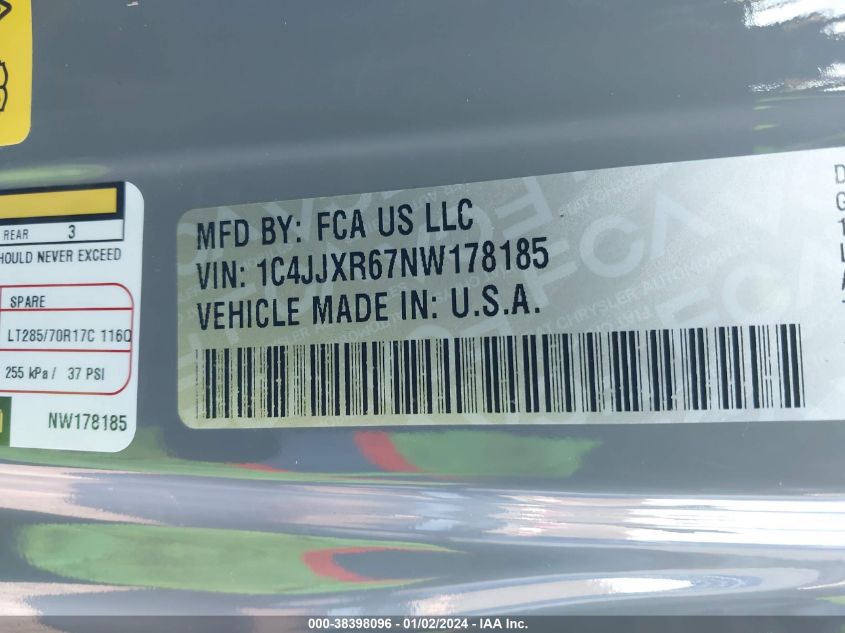 REAR 3
HOULD NEVER EXCEED
SPARE
LT285/70R17C 116Q
255 kPa / 37 PSI
NW178185
MFD BY: FCA US LLC
VIN: 1C4JJXR67NW178185
VEHICLE MADE IN: U.S.A.
000-38398096 - 01/02/2024 - IAA Inc.